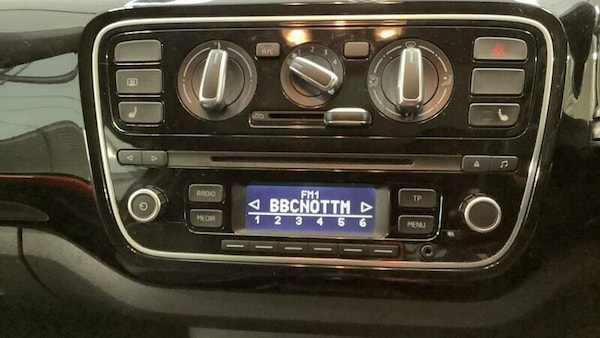 A/C
RADIO
MEDIA
FM1
BBCNOTTM
1 2 3 4 5 6
TP
MENU